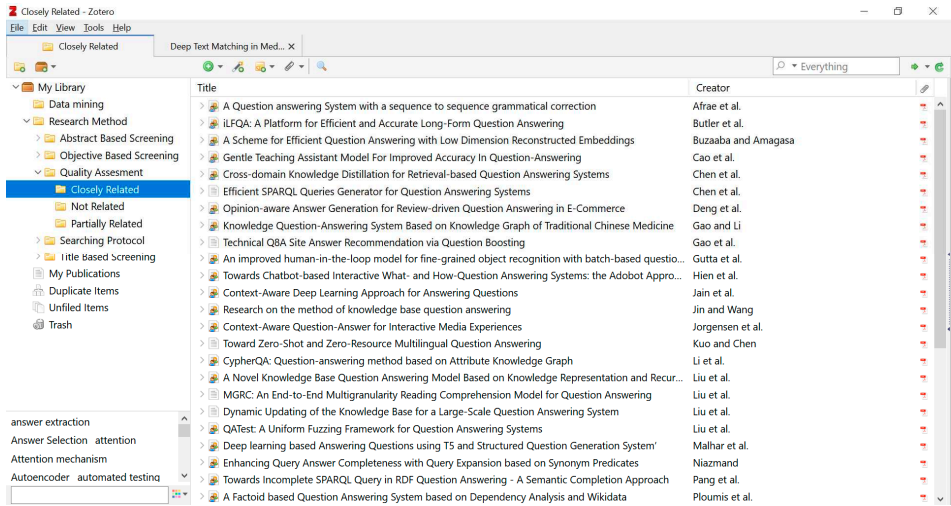 Closely Related - Zotero
File Edit View Tools Help
Closely Related
Deep Text Matching in Med...
Everything
My Library
Data mining
Research Method
Abstract Based Screening
Objective Based Screening
Quality Assesment
Closely Related
Not Related
Partially Related
Searching Protocol
Title Based Screening
My Publications
Duplicate Items
Unfiled Items
Trash
answer extraction
Answer Selection attention
Attention mechanism
Autoencoder automated testing
Title Creator
A Question answering System with a sequence to sequence grammatical correction Afrae et al.
iLFQA: A Platform for Efficient and Accurate Long-Form Question Answering Butler et al.
A Scheme for Efficient Question Answering with Low Dimension Reconstructed Embeddings Buzaaba and Amagasa
Gentle Teaching Assistant Model For Improved Accuracy In Question-Answering Cao et al.
Cross-domain Knowledge Distillation for Retrieval-based Question Answering Systems Chen et al.
Efficient SPARQL Queries Generator for Question Answering Systems Chen et al.
Opinion-aware Answer Generation for Review-driven Question Answering in E-Commerce Deng et al.
Knowledge Question-Answering System Based on Knowledge Graph of Traditional Chinese Medicine Gao and Li
Technical Q8A Site Answer Recommendation via Question Boosting Gao et al.
An improved human-in-the-loop model for fine-grained object recognition with batch-based questio... Gutta et al.
Towards Chatbot-based Interactive What- and How-Question Answering Systems: the Adobot Appro... Hien et al.
Context-Aware Deep Learning Approach for Answering Questions Jain et al.
Research on the method of knowledge base question answering Jin and Wang
Context-Aware Question-Answer for Interactive Media Experiences Jorgensen et al.
Toward Zero-Shot and Zero-Resource Multilingual Question Answering Kuo and Chen
CypherQA: Question-answering method based on Attribute Knowledge Graph Li et al.
A Novel Knowledge Base Question Answering Model Based on Knowledge Representation and Recur... Liu et al.
MGRC: An End-to-End Multigranularity Reading Comprehension Model for Question Answering Liu et al.
Dynamic Updating of the Knowledge Base for a Large-Scale Question Answering System Liu et al.
QATest: A Uniform Fuzzing Framework for Question Answering Systems Liu et al.
Deep learning based Answering Questions using T5 and Structured Question Generation System' Malhar et al.
Enhancing Query Answer Completeness with Query Expansion based on Synonym Predicates Niazmand
Towards Incomplete SPARQL Query in RDF Question Answering - A Semantic Completion Approach Pang et al.
A Factoid based Question Answering System based on Dependency Analysis and Wikidata Ploumis et al.